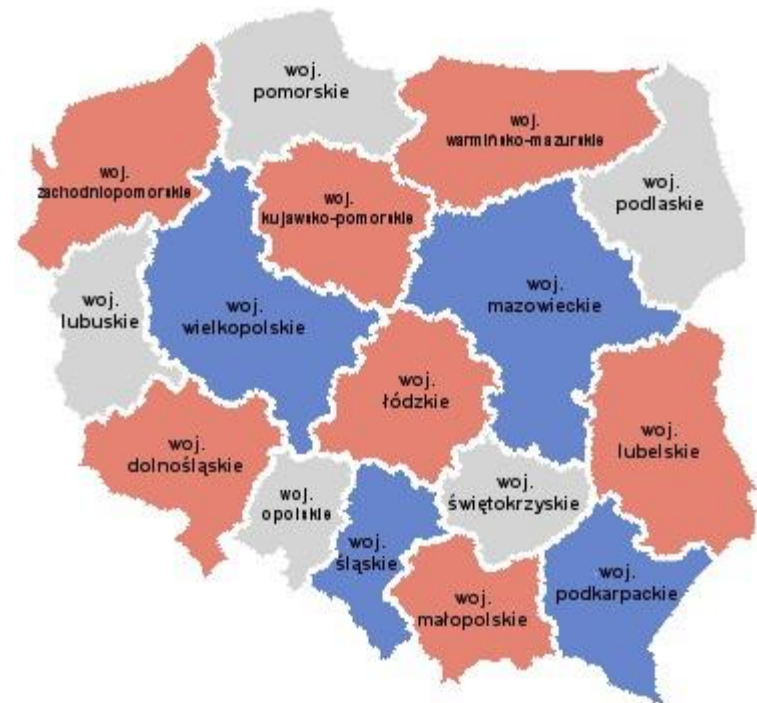 woj.
pomorskie
woj.
warmińsko-mazurskie
woj.
zachodniopomorskie
woj.
kujawsko-pomorskie
woj.
podlaskie
woj.
lubuskie
woj.
wielkopolskie
woj.
mazowieckie
woj.
łódzkie
woj.
dolnośląskie
woj.
lubelskie
woj.
opolskie
woj.
świętokrzyskie
woj.
śląskie
woj.
małopolskie
woj.
podkarpackie